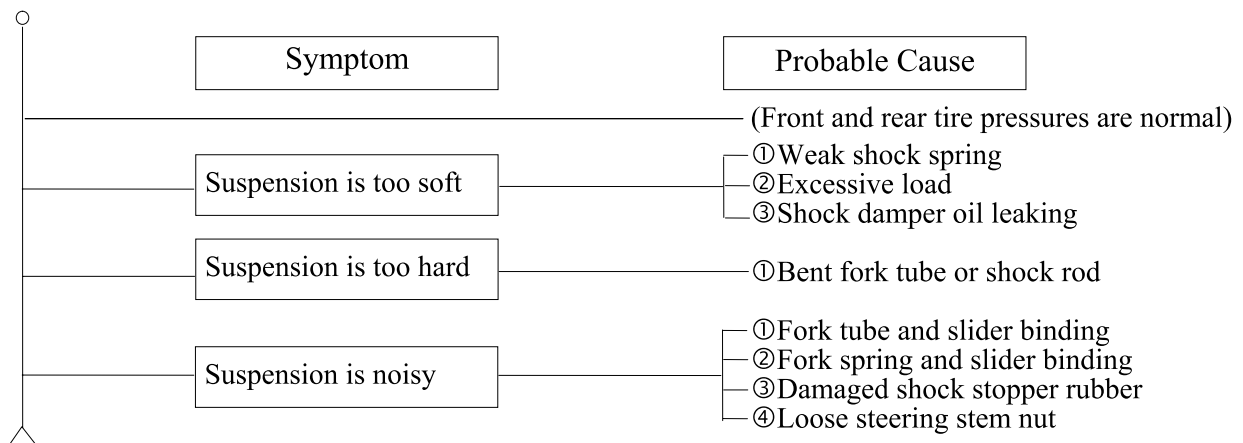 Symptom
Probable Cause
(Front and rear tire pressures are normal)
Suspension is too soft
①Weak shock spring
②Excessive load
③Shock damper oil leaking
Suspension is too hard
①Bent fork tube or shock rod
Suspension is noisy
①Fork tube and slider binding
②Fork spring and slider binding
③Damaged shock stopper rubber
④Loose steering stem nut